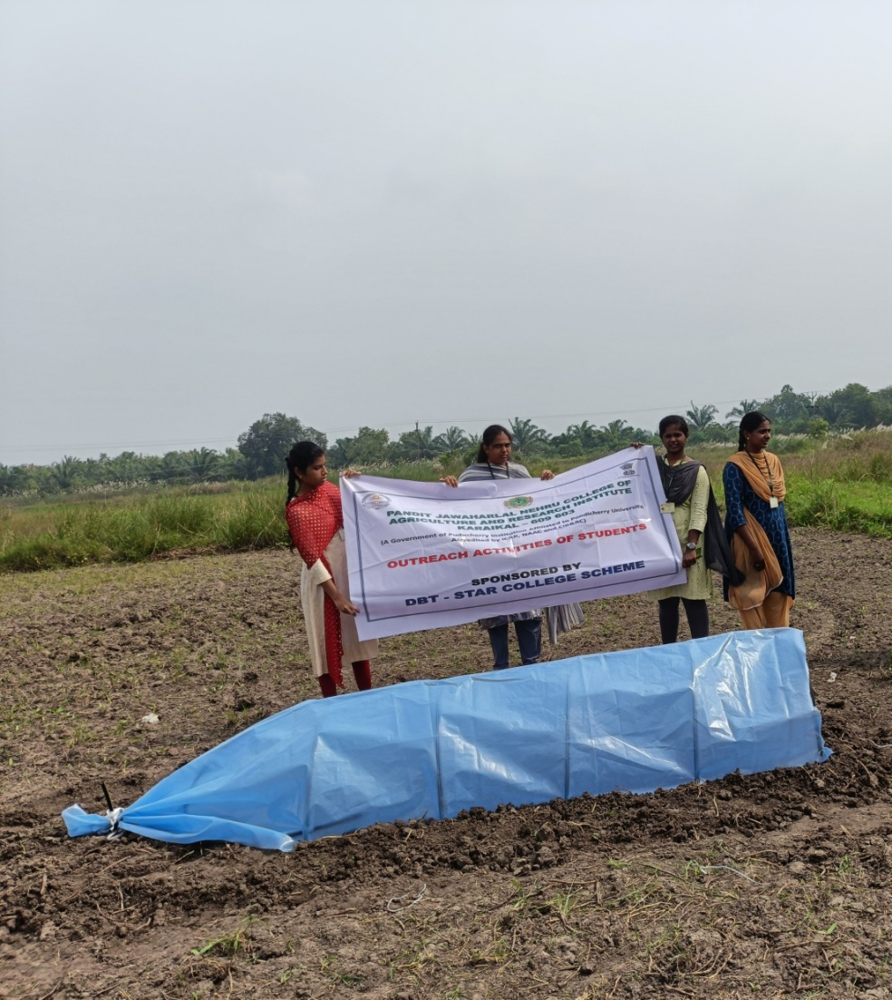 PANDIT JAWAHARLAL NEHRU COLLEGE OF
AGRICULTURE AND RESEARCH INSTITUTE
KARAIKAL – 609 603
(A Government of Puducherry Institution Affiliated to Pondicherry University
Accredited by ICAR, NAAC and
OUTREACH ACTIVITIES OF STUDENTS
SPONSORED BY
DBT - STAR COLLEGE SCHEME